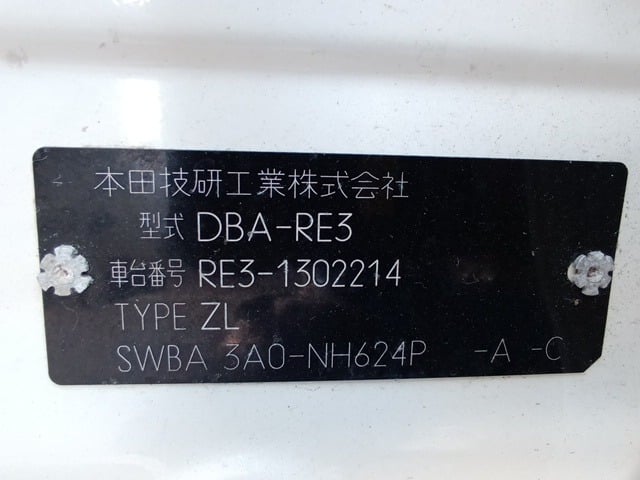 本田技研工業株式会社
型式 DBA-RE3
車台番号 RE3-1302214
TYPE ZL
SWBA 3A0-NH624P -A -C